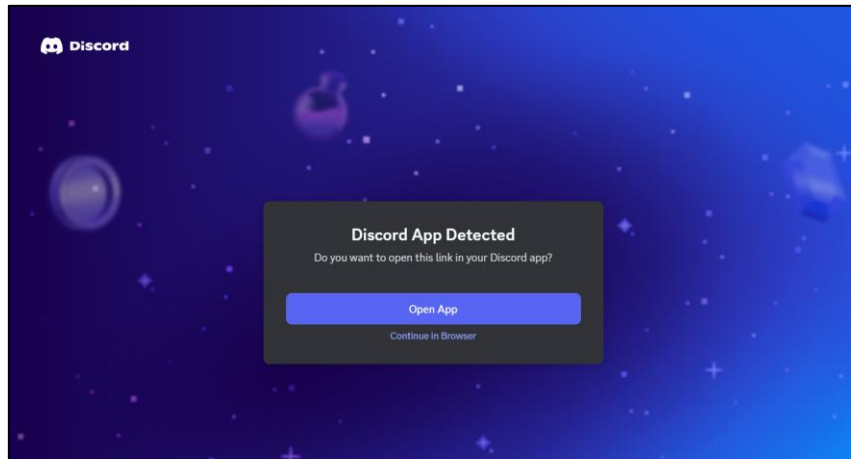 Discord
Discord App Detected
Do you want to open this link in your Discord app?
Open App
Continue in Browser